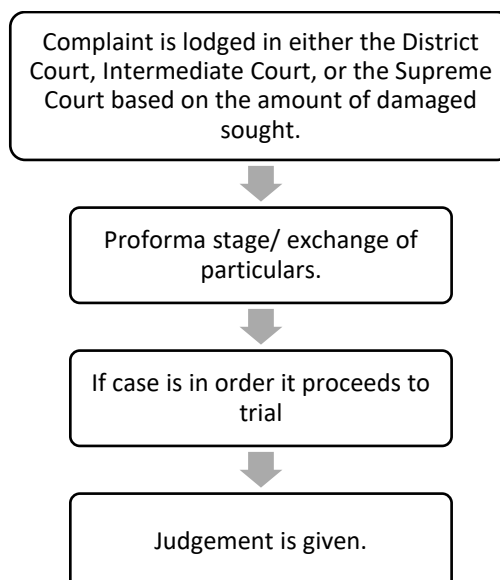 Complaint is lodged in either the District
Court, Intermediate Court, or the Supreme
Court based on the amount of damaged
sought.
Proforma stage/ exchange of
particulars.
If case is in order it proceeds to
trial
Judgement is given.